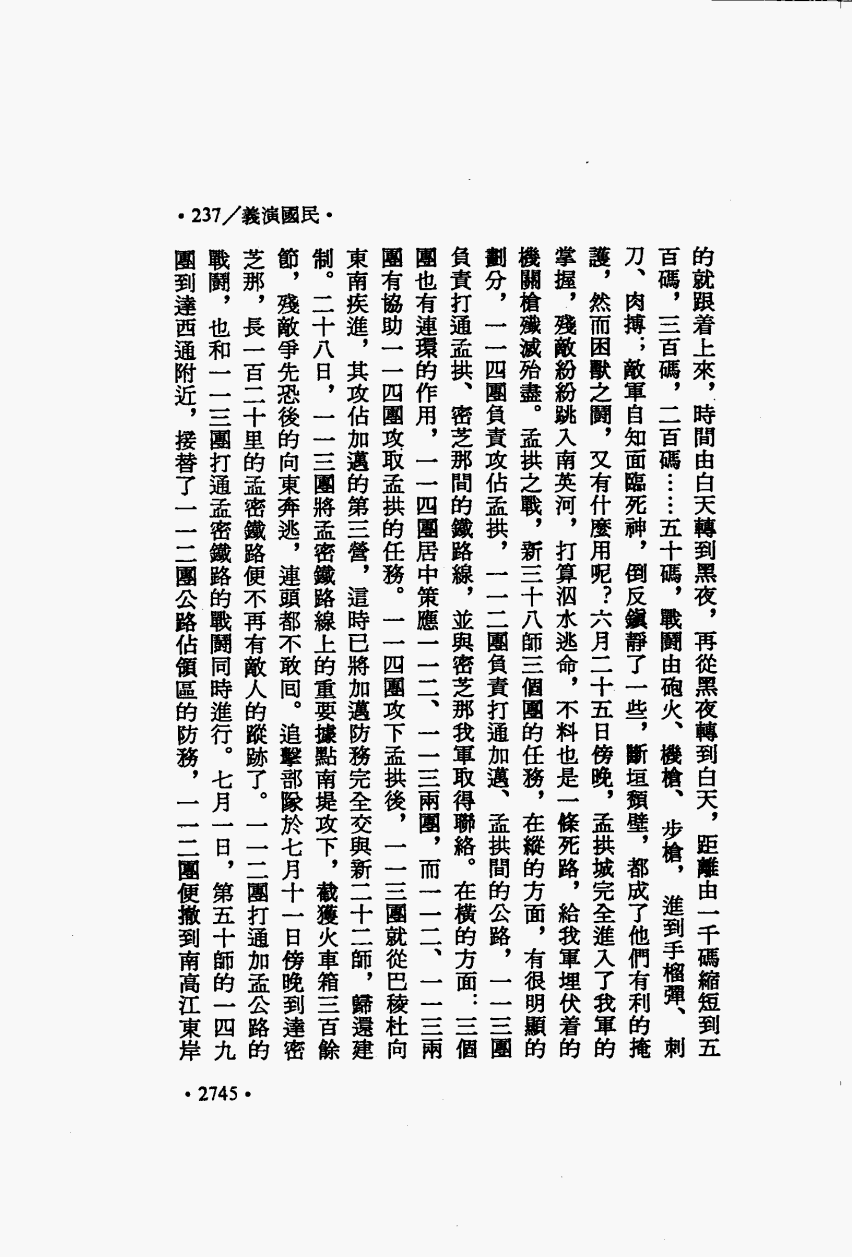 •237/義演國民•
的就跟着上來，時間由白天轉到黑夜，再從黑夜轉到白天，距離由一千碼縮短到五
百碼，三百碼，二百碼……五十碼，戰鬪由砲火、機槍、步槍，進到手榴彈、刺
刀、肉搏；敵軍自知面臨死神，倒反鎭靜了一些，斷垣頹壁，都成了他們有利的掩
護，然而困獸之鬪，又有什麼用呢？六月二十五日傍晚，孟拱城完全進入了我軍的
掌握，殘敵紛紛跳入南英河，打算泅水逃命，不料也是一條死路，給我軍埋伏着的
機關槍殲滅殆盡。孟拱之戰，新三十八師三個團的任務，在縱的方面，有很明顯的
劃分，一一四團負責攻佔孟拱，一一二團負責打通加邁、孟拱間的公路，一一三團
負責打通孟拱、密芝那間的鐵路線，並與密芝那我軍取得聯絡。在橫的方面：三個
團也有連環的作用，一一四團居中策應一一二、一一三兩團，而一一二、一一三兩
團有協助一一四團攻取孟拱的任務。一一四團攻下孟拱後，一一三團就從巴稜杜向
東南疾進，其攻佔加邁的第三營，這時已將加邁防務完全交與新二十二師，歸還建
制。二十八日，一一三團將孟密鐵路線上的重要據點南堤攻下，截獲火車箱三百餘
節，殘敵爭先恐後的向東奔逃，連頭都不敢囘。追擊部隊於七月十一日傍晚到達密
芝那，長一百二十里的孟密鐵路便不再有敵人的蹤跡了。一一二團打通加孟公路的
戰鬪，也和一一三團打通孟密鐵路的戰鬪同時進行。七月一日，第五十師的一四九
團到達西通附近，接替了一一二團公路佔領區的防務，一一二團便撤到南高江東岸
•2745•